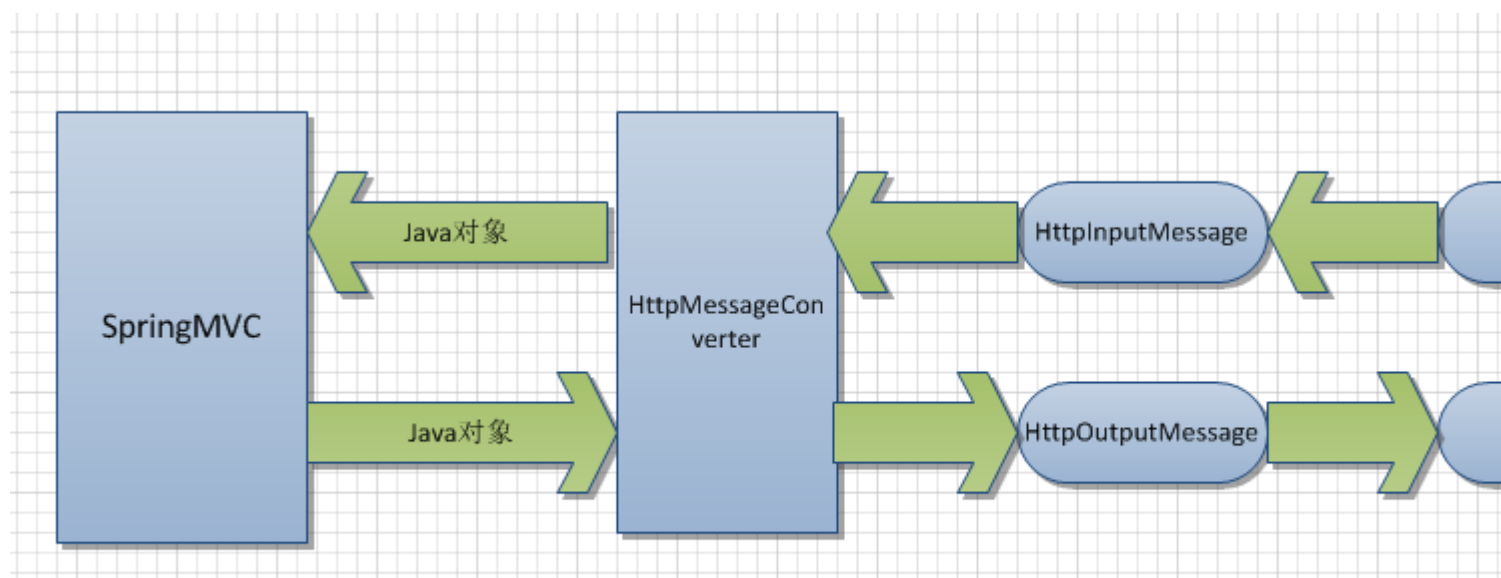 Java对象
HttpInputMessage
SpringMVC
HttpMessageCon
verter
Java对象
HttpOutputMessage